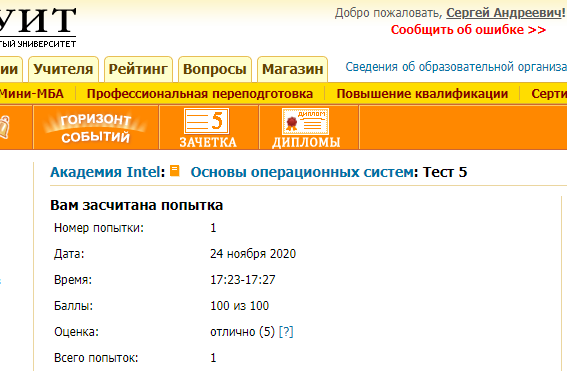 УИТ
Добро пожаловать, Сергей Андреевич!
ТЫЙ УНИВЕРСИТЕТ
Сообщить об ошибке >>
ии Учителя Рейтинг Вопросы Магазин
Сведения об образовательной организа
Мини-МБА Профессиональная переподготовка Повышение квалификации Серти
ГОРИЗОНТ СОБЫТИЙ
5
ЗАЧЕТКА
ДИПЛОМ
ДИПЛОМЫ
Академия Intel: Основы операционных систем: Тест 5
Вам засчитана попытка
Номер попытки: 1
Дата: 24 ноября 2020
Время: 17:23-17:27
Баллы: 100 из 100
Оценка: отлично (5) [?]
Всего попыток: 1